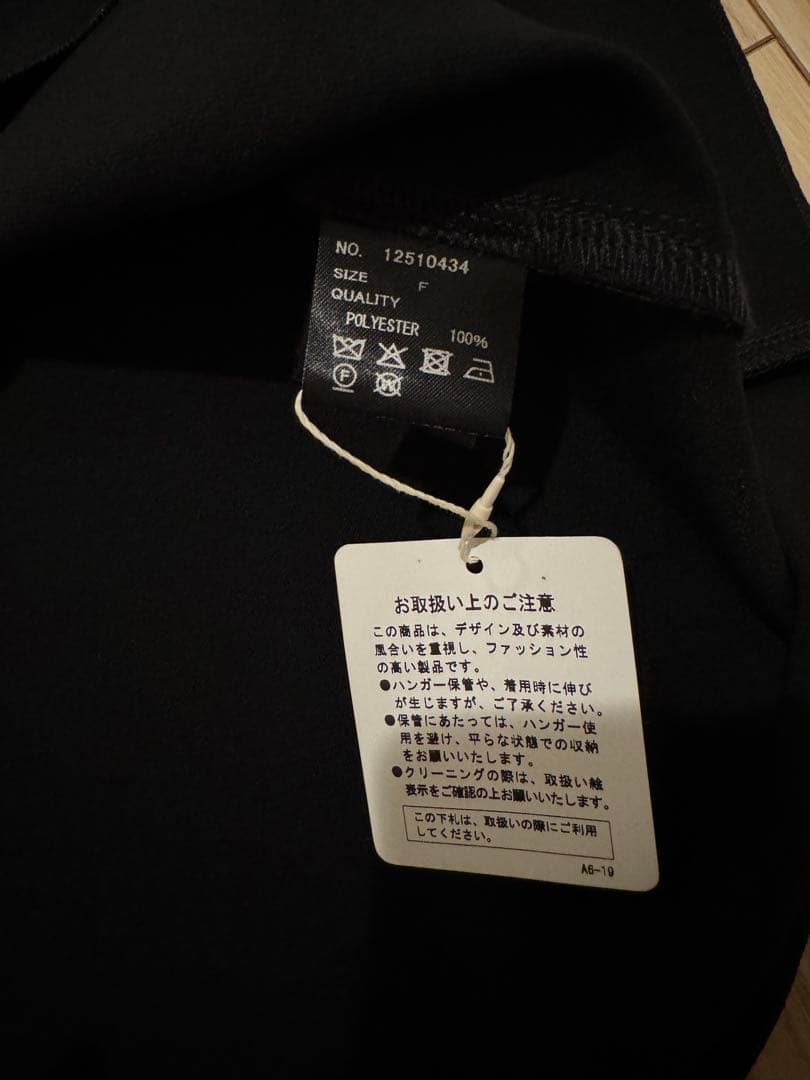 NO. 12510434
SIZE F
QUALITY
POLYESTER 100%
F W
お取扱い上のご注意
この商品は、デザイン及び素材の
風合いを重視し、ファッション性
の高い製品です。
●ハンガー保管や、着用時に伸び
が生じますが、ご了承ください。
●保管にあたっては、ハンガー使
用を避け、平らな状態での収納
をお願いいたします。
●クリーニングの際は、取扱い絵
表示をご確認の上お願いいたします。
この下札は、取扱いの際にご利用
してください。
A6-19